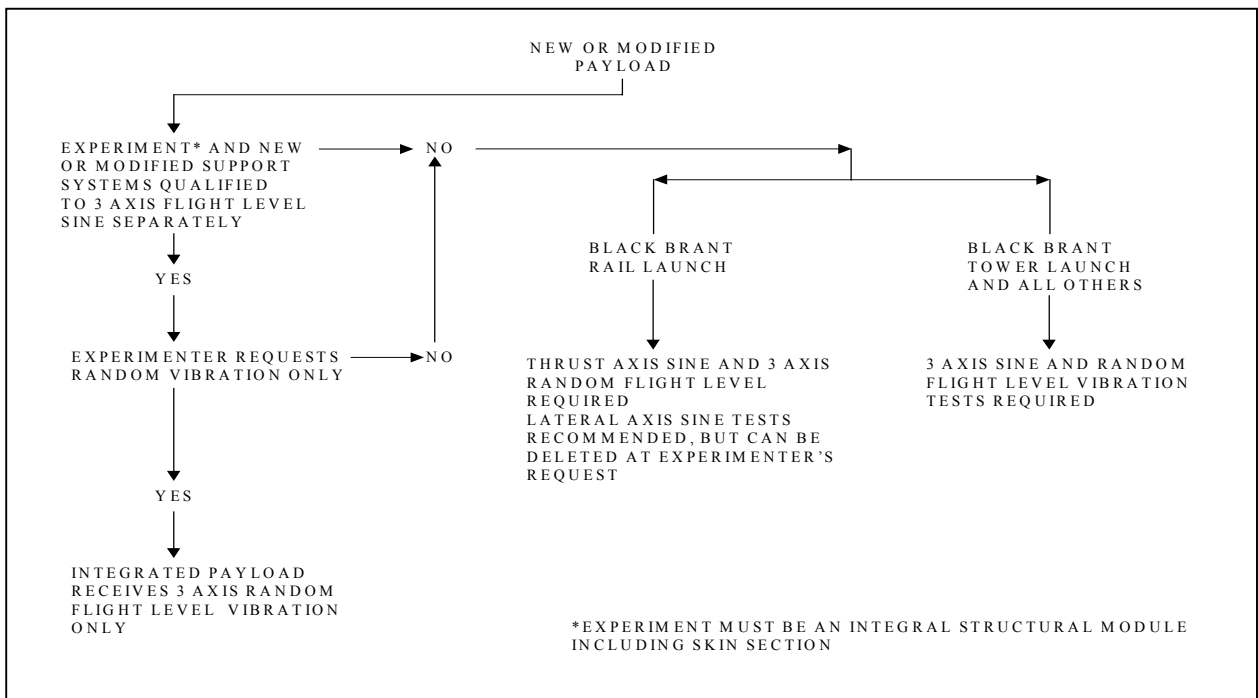 NEW OR MODIFIED
PAYLOAD
EXPERIMENT* AND NEW
OR MODIFIED SUPPORT
SYSTEMS QUALIFIED
TO 3 AXIS FLIGHT LEVEL
SINE SEPARATELY
NO
YES
EXPERIMENTER REQUESTS
RANDOM VIBRATION ONLY
NO
YES
INTEGRATED PAYLOAD
RECEIVES 3 AXIS RANDOM
FLIGHT LEVEL VIBRATION
ONLY
BLACK BRANT
RAIL LAUNCH
THRUST AXIS SINE AND 3 AXIS
RANDOM FLIGHT LEVEL
REQUIRED
LATERAL AXIS SINE TESTS
RECOMMENDED, BUT CAN BE
DELETED AT EXPERIMENTER'S
REQUEST
BLACK BRANT
TOWER LAUNCH
AND ALL OTHERS
3 AXIS SINE AND RANDOM
FLIGHT LEVEL VIBRATION
TESTS REQUIRED
*EXPERIMENT MUST BE AN INTEGRAL STRUCTURAL MODULE
INCLUDING SKIN SECTION